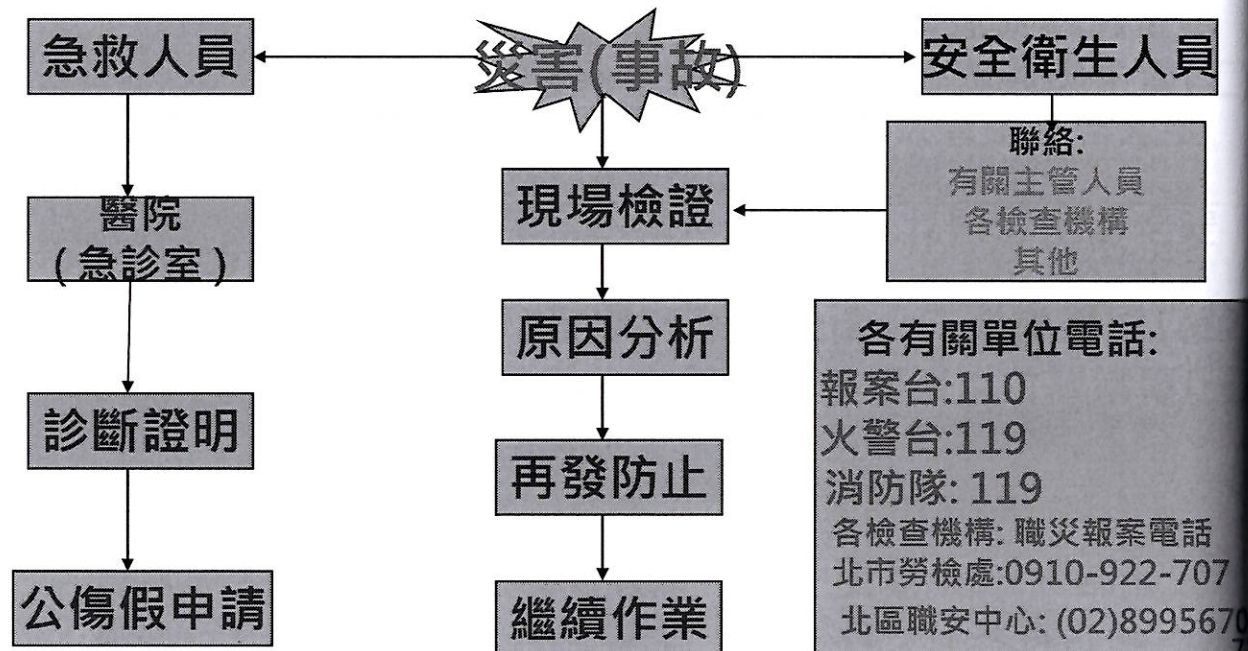 急救人員
災害(事故)
安全衛生人員
聯絡:
有關主管人員
各檢查機構
其他
醫院
(急診室)
現場檢證
原因分析
診斷證明
再發防止
公傷假申請
繼續作業
各有關單位電話:
報案台:110
火警台:119
消防隊: 119
各檢查機構: 職災報案電話
北市勞檢處:0910-922-707
北區職安中心: (02)8995670
7